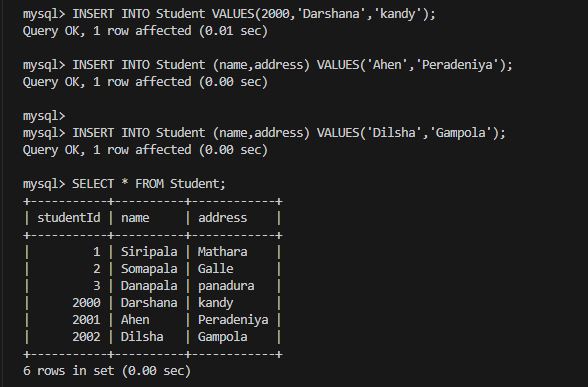 mysql> INSERT INTO Student VALUES(2000,'Darshana','kandy');
Query OK, 1 row affected (0.01 sec)
mysql> INSERT INTO Student (name,address) VALUES('Ahen','Peradeniya');
Query OK, 1 row affected (0.00 sec)
mysql>
mysql> INSERT INTO Student (name,address) VALUES('Dilsha','Gampola');
Query OK, 1 row affected (0.00 sec)
mysql> SELECT * FROM Student;
+-----------+----------+------------+
| studentId | name     | address    |
+-----------+----------+------------+
|         1 | Siripala | Mathara    |
|         2 | Somapala | Galle      |
|         3 | Danapala | panadura   |
|      2000 | Darshana | kandy      |
|      2001 | Ahen     | Peradeniya |
|      2002 | Dilsha   | Gampola    |
+-----------+----------+------------+
6 rows in set (0.00 sec)